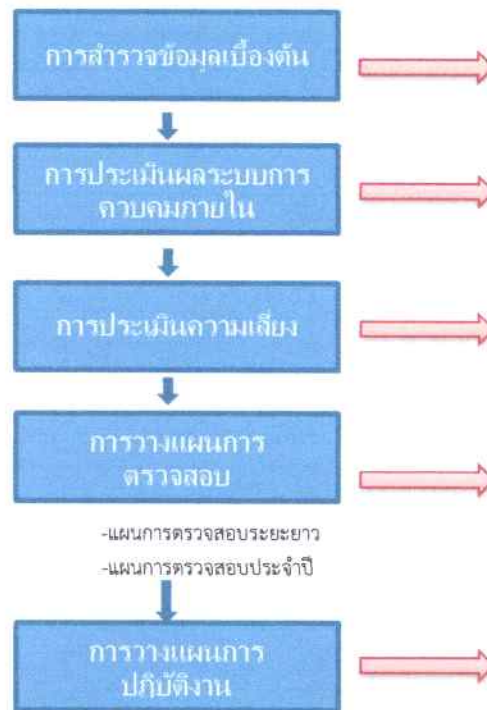 การสำรวจข้อมูลเบื้องต้น
การประเมินผลระบบการ
ควบคุมภายใน
การประเมินความเสี่ยง
การวางแผนการ
ตรวจสอบ
-แผนการตรวจสอบระยะยาว
-แผนการตรวจสอบประจำปี
การวางแผนการ
ปฏิบัติงาน